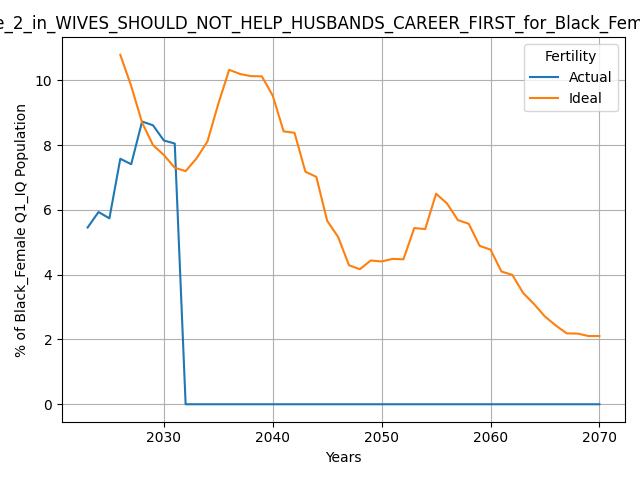 e_2_in_WIVES_SHOULD_NOT_HELP_HUSBANDS_CAREER_FIRST_for_Black_Fem
Fertility
Actual
Ideal
% of Black_Female Q1_IQ Population
10
8
6
4
2
0
2030 2040 2050 2060 2070
Years